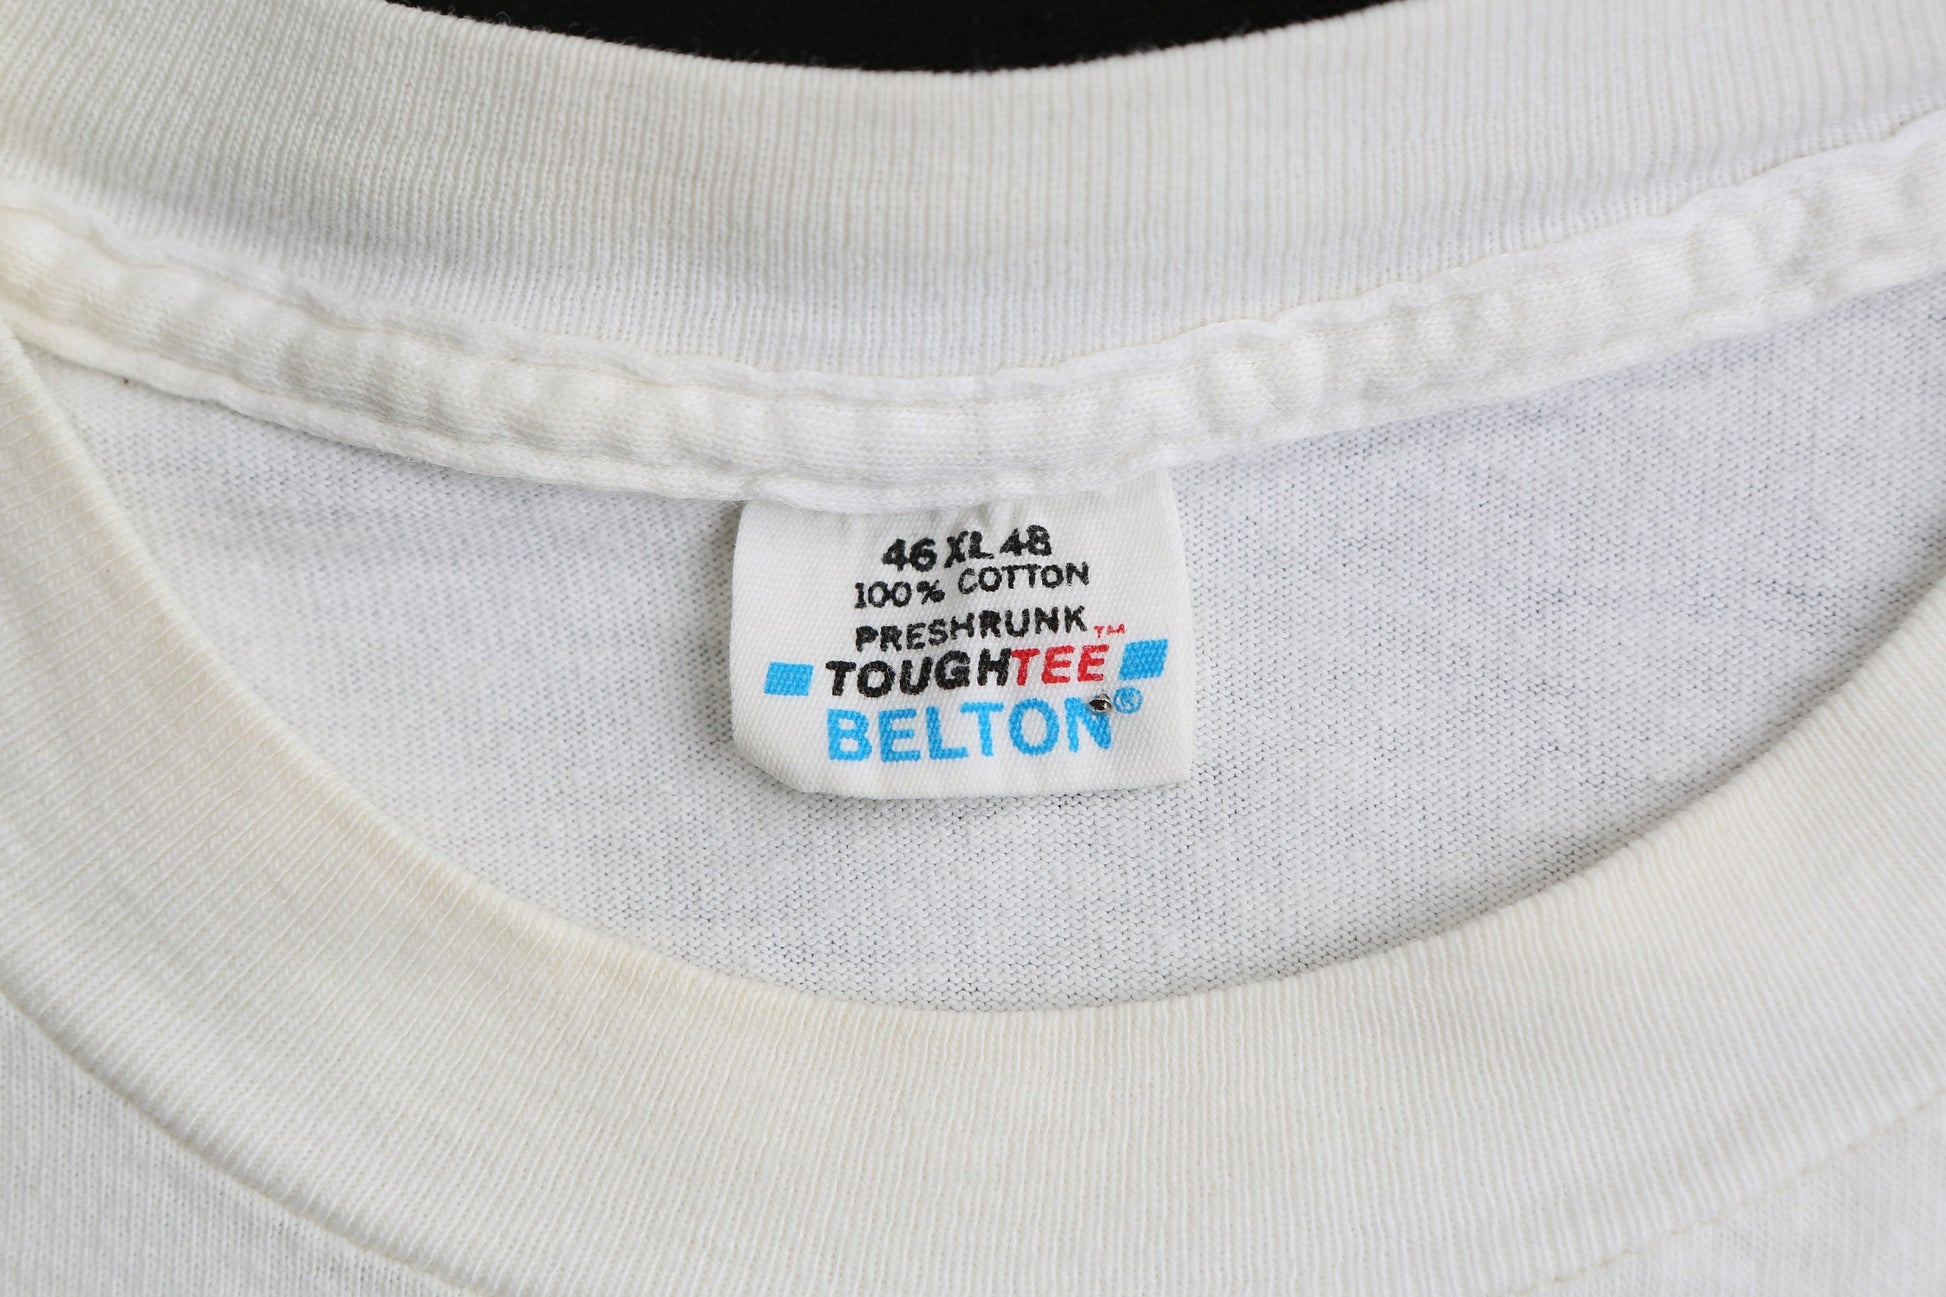 46 XL 48
100% COTTON
PRESHRUNK
TOUGHTEE™
BELTON®